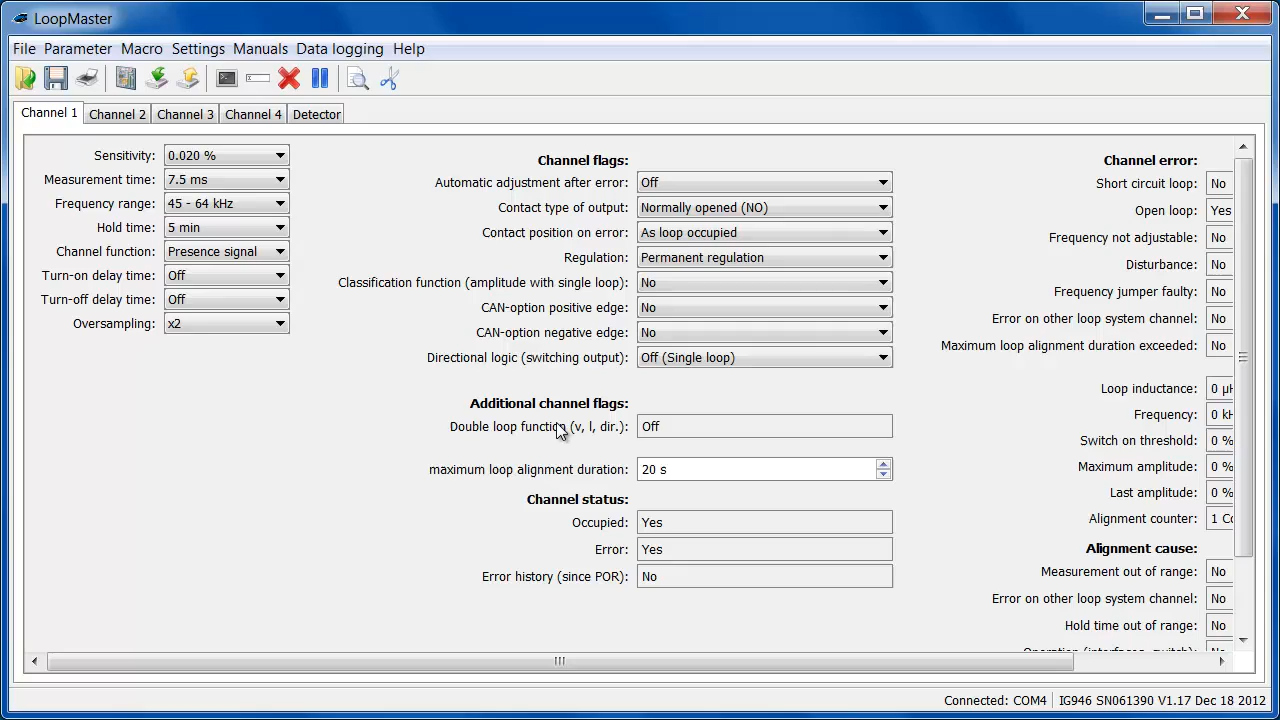 LoopMaster
File Parameter Macro Settings Manuals Data logging Help
Channel 1 Channel 2 Channel 3 Channel 4 Detector
Sensitivity: 0.020 %
Measurement time: 7.5 ms
Frequency range: 45 - 64 kHz
Hold time: 5 min
Channel function: Presence signal
Turn-on delay time: Off
Turn-off delay time: Off
Oversampling: x2
Channel flags:
Automatic adjustment after error: Off
Contact type of output: Normally opened (NO)
Contact position on error: As loop occupied
Regulation: Permanent regulation
Classification function (amplitude with single loop): No
CAN-option positive edge: No
CAN-option negative edge: No
Directional logic (switching output): Off (Single loop)
Additional channel flags:
Double loop function (v, l, dir.): Off
maximum loop alignment duration: 20 s
Channel status:
Occupied: Yes
Error: Yes
Error history (since POR): No
Channel error:
Short circuit loop: No
Open loop: Yes
Frequency not adjustable: No
Disturbance: No
Frequency jumper faulty: No
Error on other loop system channel: No
Maximum loop alignment duration exceeded: No
Loop inductance: 0 µH
Frequency: 0 kH
Switch on threshold: 0 %
Maximum amplitude: 0 %
Last amplitude: 0 %
Alignment counter: 1 Co
Alignment cause:
Measurement out of range: No
Error on other loop system channel: No
Hold time out of range: No
Connected: COM4 IG946 SN061390 V1.17 Dec 18 2012